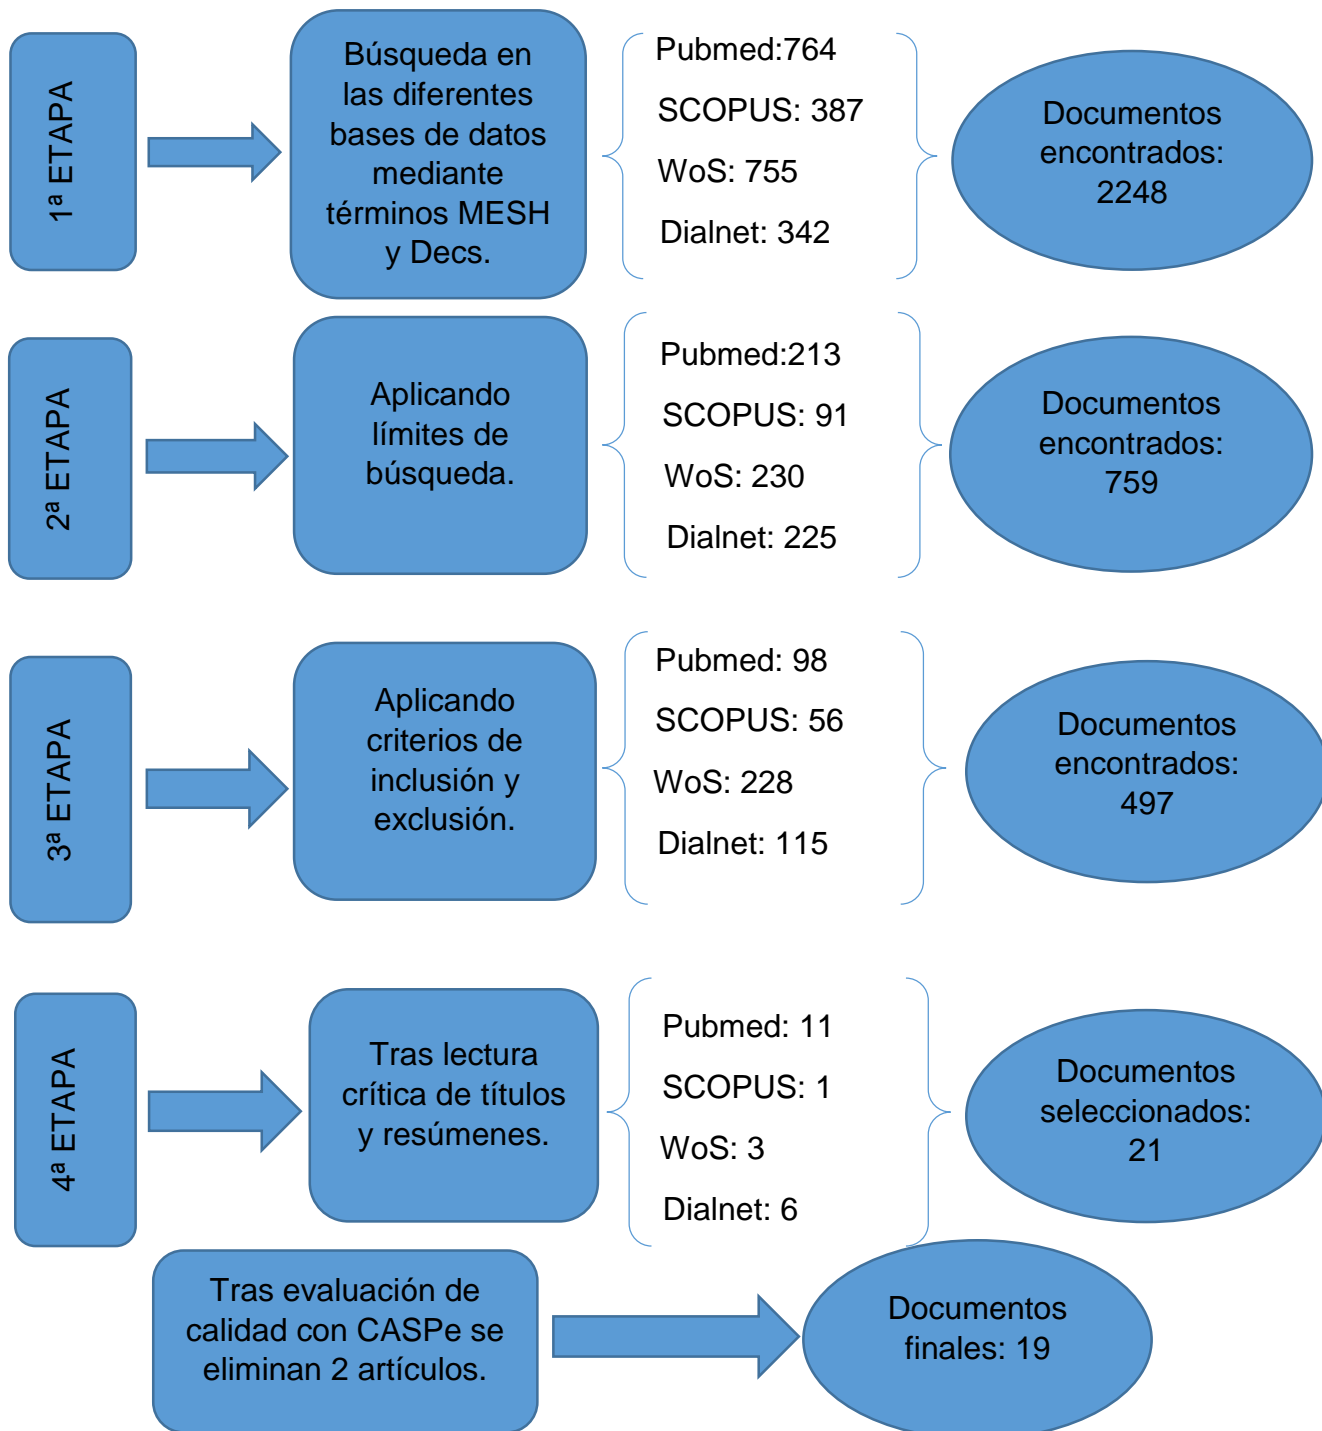 1ª ETAPA
Búsqueda en
las diferentes
bases de datos
mediante
términos MESH
y Decs.
Pubmed:764
SCOPUS: 387
WoS: 755
Dialnet: 342
Documentos
encontrados:
2248
2ª ETAPA
Aplicando
límites de
búsqueda.
Pubmed:213
SCOPUS: 91
WoS: 230
Dialnet: 225
Documentos
encontrados:
759
3ª ETAPA
Aplicando
criterios de
inclusión y
exclusión.
Pubmed: 98
SCOPUS: 56
WoS: 228
Dialnet: 115
Documentos
encontrados:
497
4ª ETAPA
Tras lectura
crítica de títulos
y resúmenes.
Pubmed: 11
SCOPUS: 1
WoS: 3
Dialnet: 6
Documentos
seleccionados:
21
Tras evaluación de
calidad con CASPe se
eliminan 2 artículos.
Documentos
finales: 19